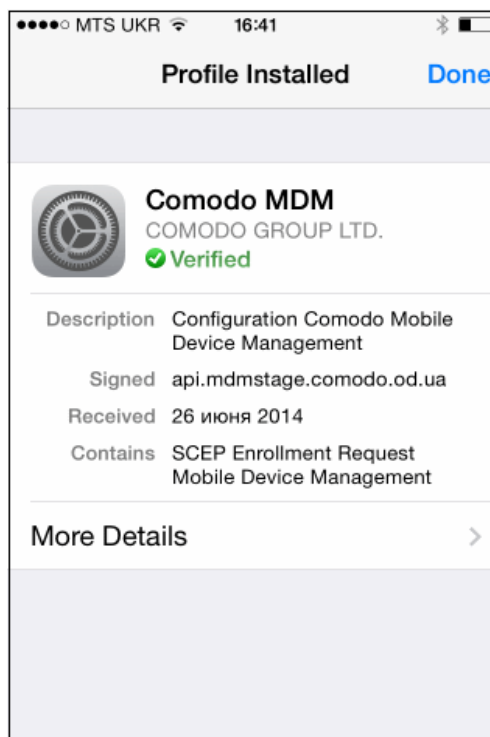 MTS UKR 16:41
Profile Installed Done
Comodo MDM
COMODO GROUP LTD.
Verified
Description Configuration Comodo Mobile
Device Management
Signed api.mdmstage.comodo.od.ua
Received 26 июня 2014
Contains SCEP Enrollment Request
Mobile Device Management
More Details